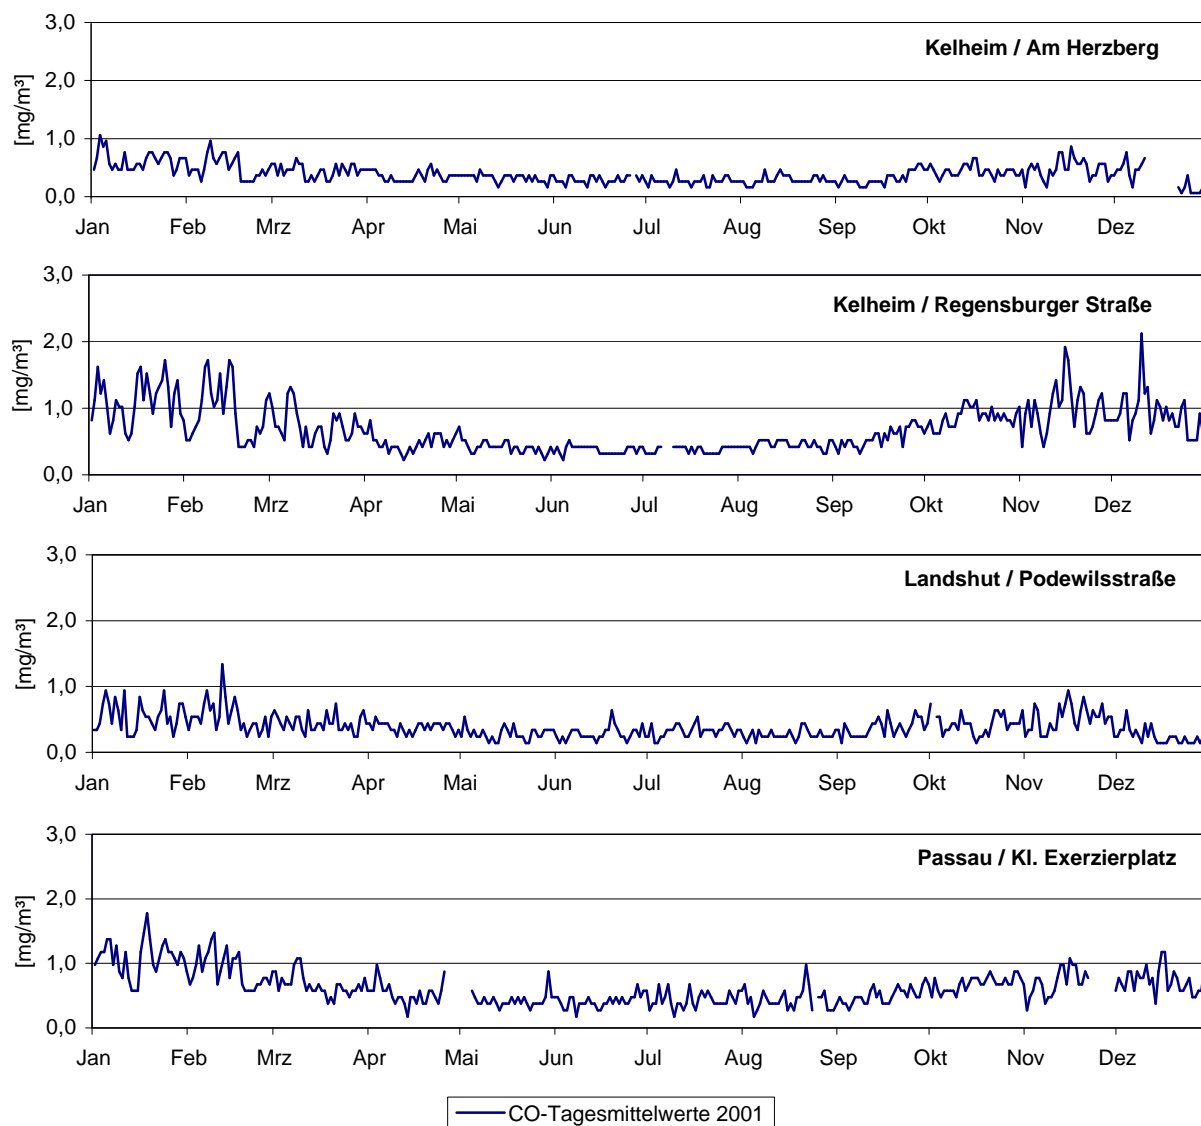 3,0
Kelheim / Am Herzberg
2,0
[mg/m³]
1,0
0,0
Jan Feb Mrz Apr Mai Jun Jul Aug Sep Okt Nov Dez
3,0
Kelheim / Regensburger Straße
2,0
[mg/m³]
1,0
0,0
Jan Feb Mrz Apr Mai Jun Jul Aug Sep Okt Nov Dez
3,0
Landshut / Podewilsstraße
2,0
[mg/m³]
1,0
0,0
Jan Feb Mrz Apr Mai Jun Jul Aug Sep Okt Nov Dez
3,0
Passau / Kl. Exerzierplatz
2,0
[mg/m³]
1,0
0,0
Jan Feb Mrz Apr Mai Jun Jul Aug Sep Okt Nov Dez
CO-Tagesmittelwerte 2001